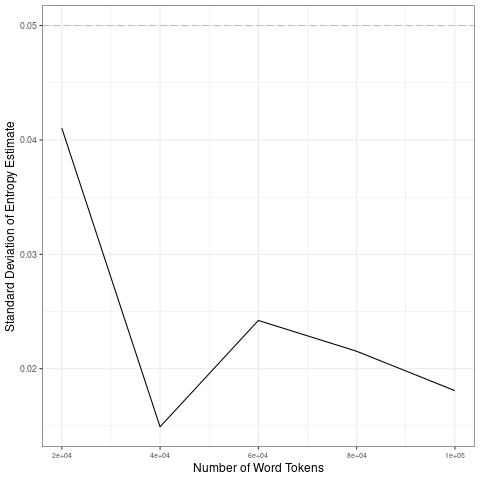 0.05
0.04
0.03
0.02
Standard Deviation of Entropy Estimate
2e+04 4e+04 6e+04 8e+04 1e+05
Number of Word Tokens